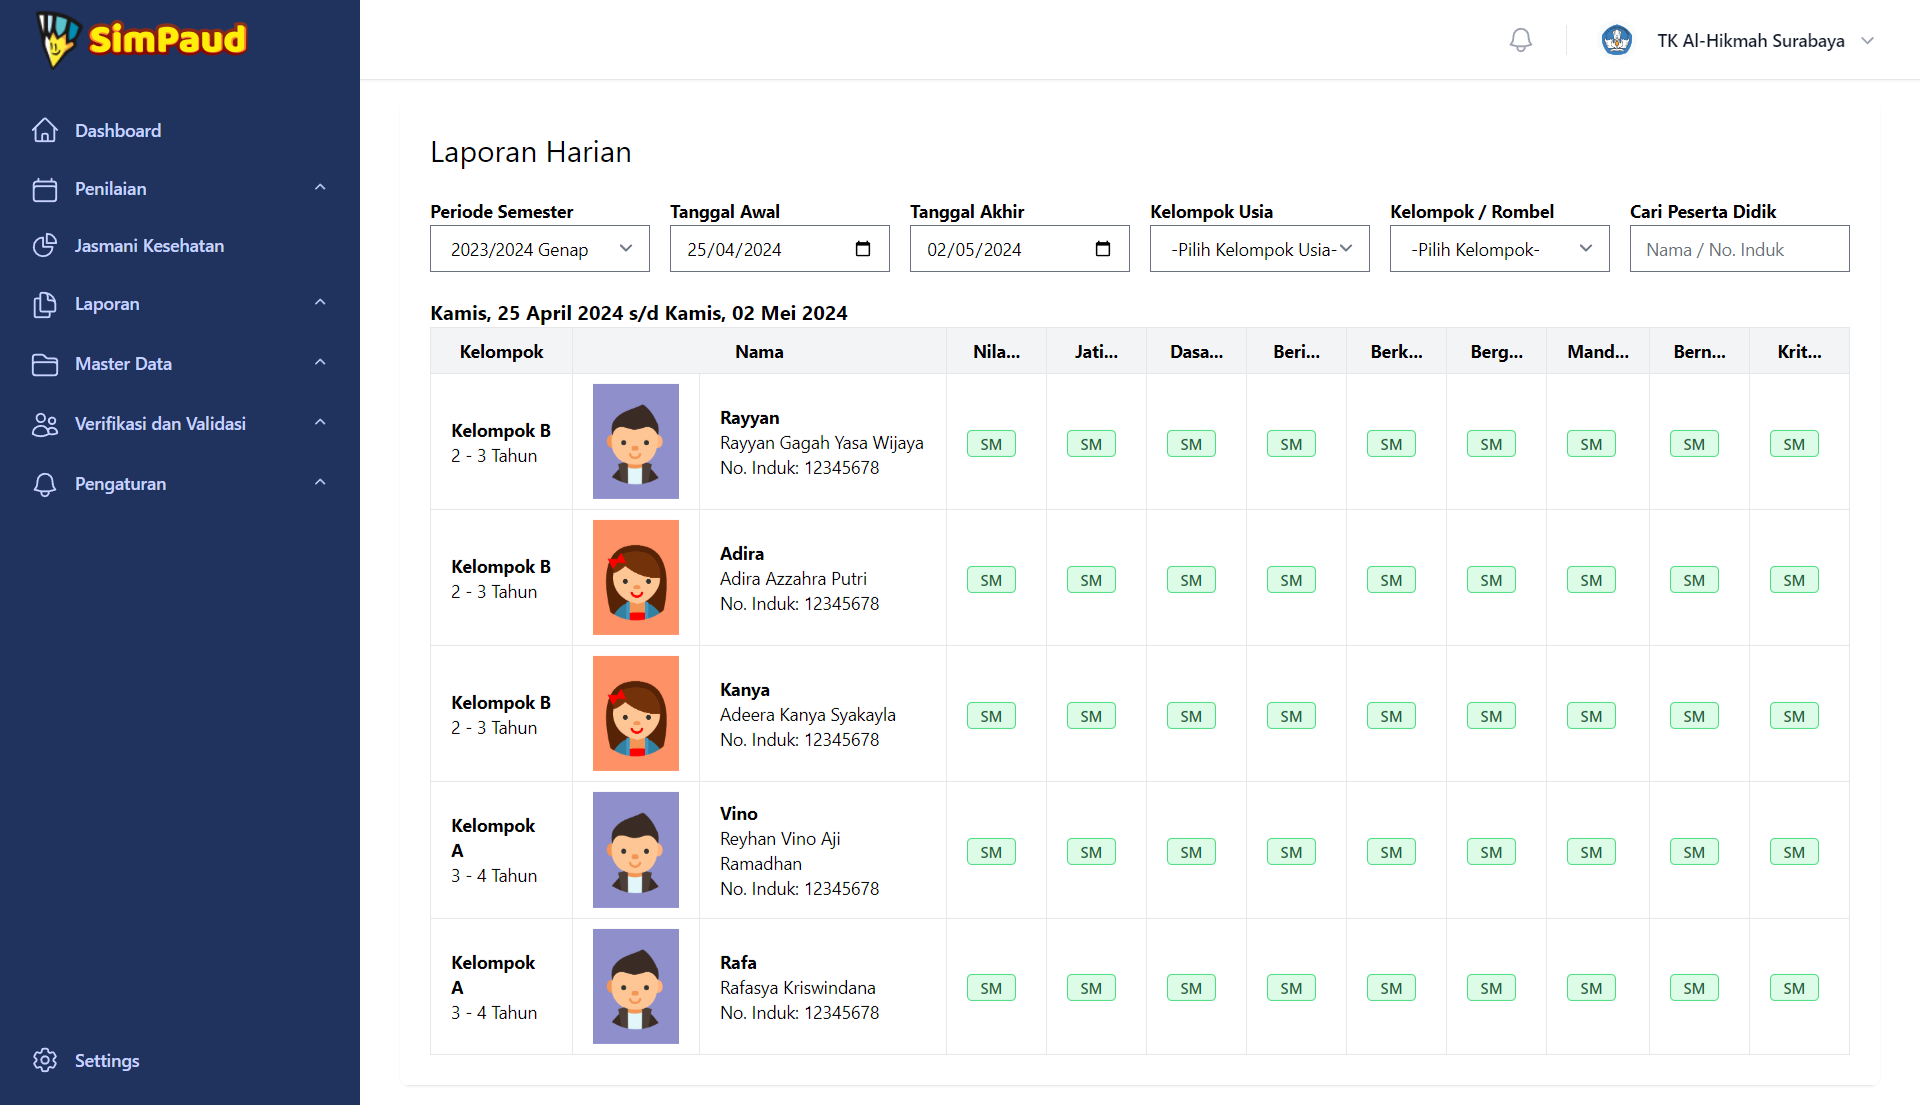 SimPaud
TK Al-Hikmah Surabaya
Dashboard
Penilaian
Jasmani Kesehatan
Laporan
Master Data
Verifikasi dan Validasi
Pengaturan
Settings
Laporan Harian
Periode Semester
2023/2024 Genap
Tanggal Awal
25/04/2024
Tanggal Akhir
02/05/2024
Kelompok Usia
-Pilih Kelompok Usia-
Kelompok / Rombel
-Pilih Kelompok-
Cari Peserta Didik
Nama / No. Induk
Kamis, 25 April 2024 s/d Kamis, 02 Mei 2024
Kelompok Nama Nila... Jati... Dasa... Beri... Berk... Berg... Mand... Bern... Krit...
Kelompok B
2 - 3 Tahun
Rayyan
Rayyan Gagah Yasa Wijaya
No. Induk: 12345678
SM SM SM SM SM SM SM SM SM
Kelompok B
2 - 3 Tahun
Adira
Adira Azzahra Putri
No. Induk: 12345678
SM SM SM SM SM SM SM SM SM
Kelompok B
2 - 3 Tahun
Kanya
Adeera Kanya Syakayla
No. Induk: 12345678
SM SM SM SM SM SM SM SM SM
Kelompok
A
3 - 4 Tahun
Vino
Reyhan Vino Aji
Ramadhan
No. Induk: 12345678
SM SM SM SM SM SM SM SM SM
Kelompok
A
3 - 4 Tahun
Rafa
Rafasya Kriswindana
No. Induk: 12345678
SM SM SM SM SM SM SM SM SM